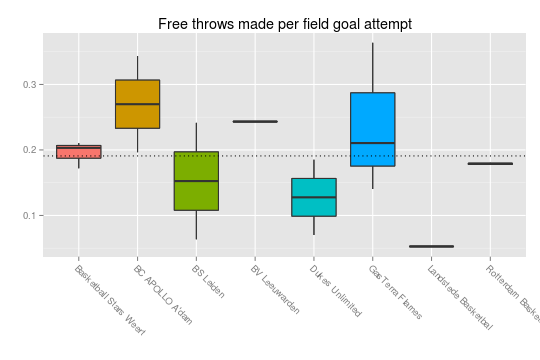 Free throws made per field goal attempt
0.3
0.2
0.1
Basketball Stars Weert
BC APOLLO A'dam
BS Leiden
BV Leeuwarden
Dukes Unlimited
GasTerra Flames
Landstede Basketbal
Rotterdam Baske